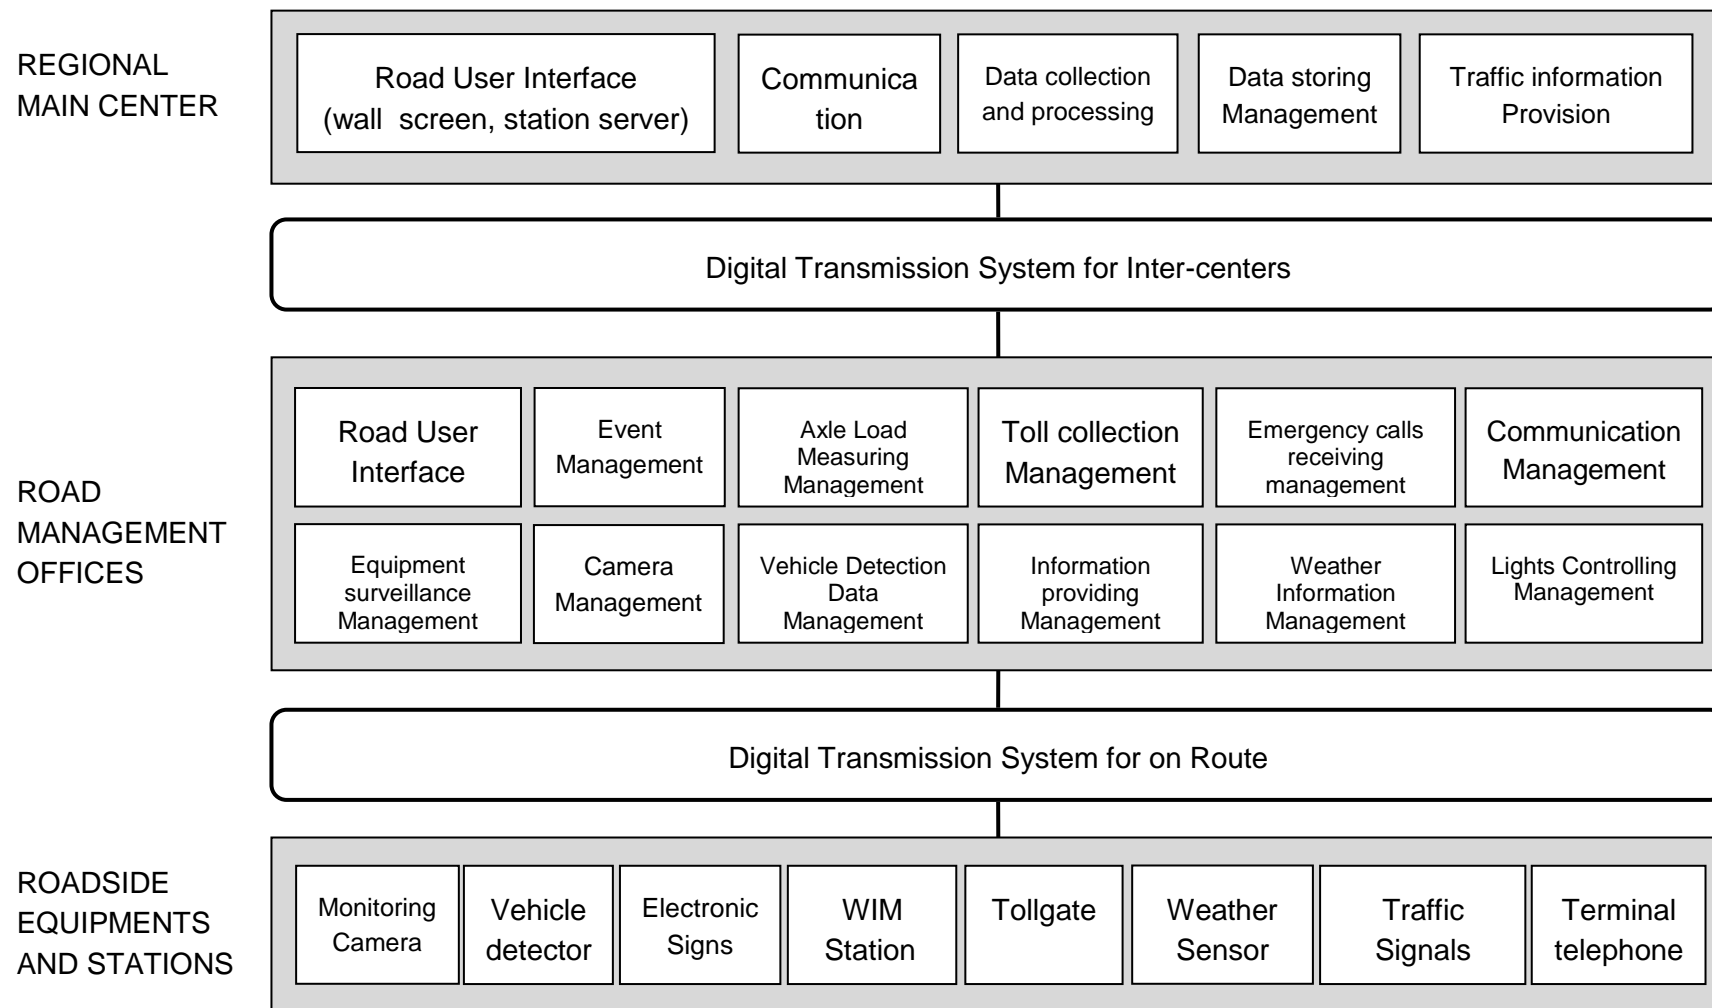 REGIONAL
MAIN CENTER
Road User Interface
(wall screen, station server)
Communica
tion
Data collection
and processing
Data storing
Management
Traffic information
Provision
Digital Transmission System for Inter-centers
ROAD
MANAGEMENT
OFFICES
Road User
Interface
Event
Management
Axle Load
Measuring
Management
Toll collection
Management
Emergency calls
receiving
management
Communication
Management
Equipment
surveillance
Management
Camera
Management
Vehicle Detection
Data
Management
Information
providing
Management
Weather
Information
Management
Lights Controlling
Management
Digital Transmission System for on Route
ROADSIDE
EQUIPMENTS
AND STATIONS
Monitoring
Camera
Vehicle
detector
Electronic
Signs
WIM
Station
Tollgate
Weather
Sensor
Traffic
Signals
Terminal
telephone